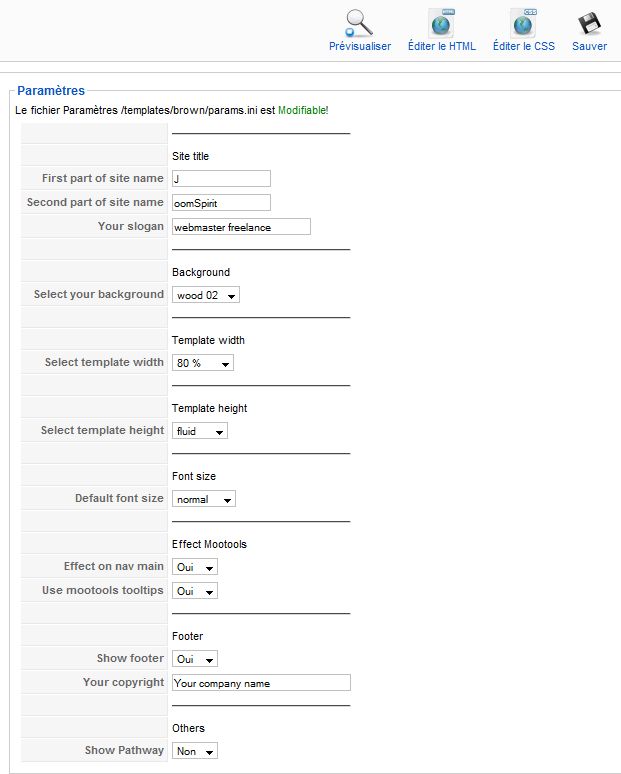 Prévisualiser Éditer le HTML Éditer le CSS Sauver
Paramètres
Le fichier Paramètres /templates/brown/params.ini est Modifiable!
Site title
First part of site name J
Second part of site name oomSpirit
Your slogan webmaster freelance
Background
Select your background wood 02
Template width
Select template width 80 %
Template height
Select template height fluid
Font size
Default font size normal
Effect Mootools
Effect on nav main Oui
Use mootools tooltips Oui
Footer
Show footer Oui
Your copyright Your company name
Others
Show Pathway Non